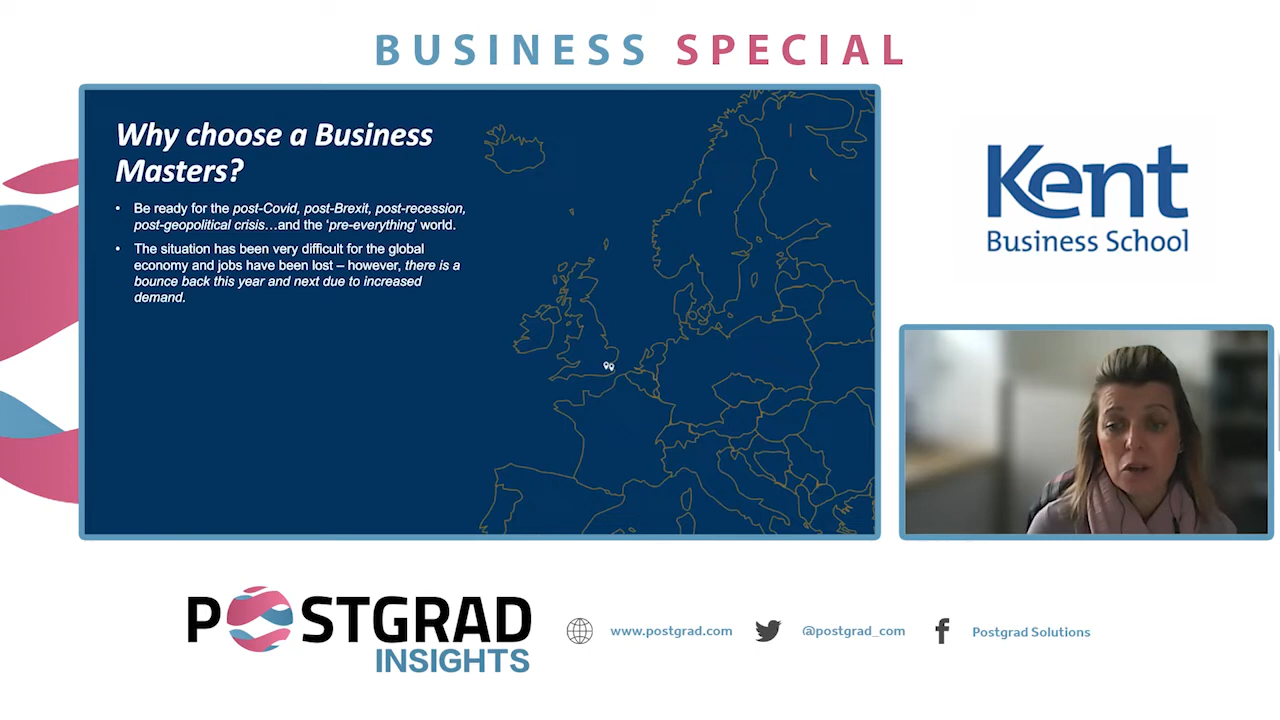 BUSINESS SPECIAL
Why choose a Business
Masters?
• Be ready for the post-Covid, post-Brexit, post-recession,
post-geopolitical crisis…and the ‘pre-everything’ world.
• The situation has been very difficult for the global
economy and jobs have been lost – however, there is a
bounce back this year and next due to increased
demand.
Kent
Business School
POSTGRAD
INSIGHTS
www.postgrad.com
@postgrad_com
Postgrad Solutions